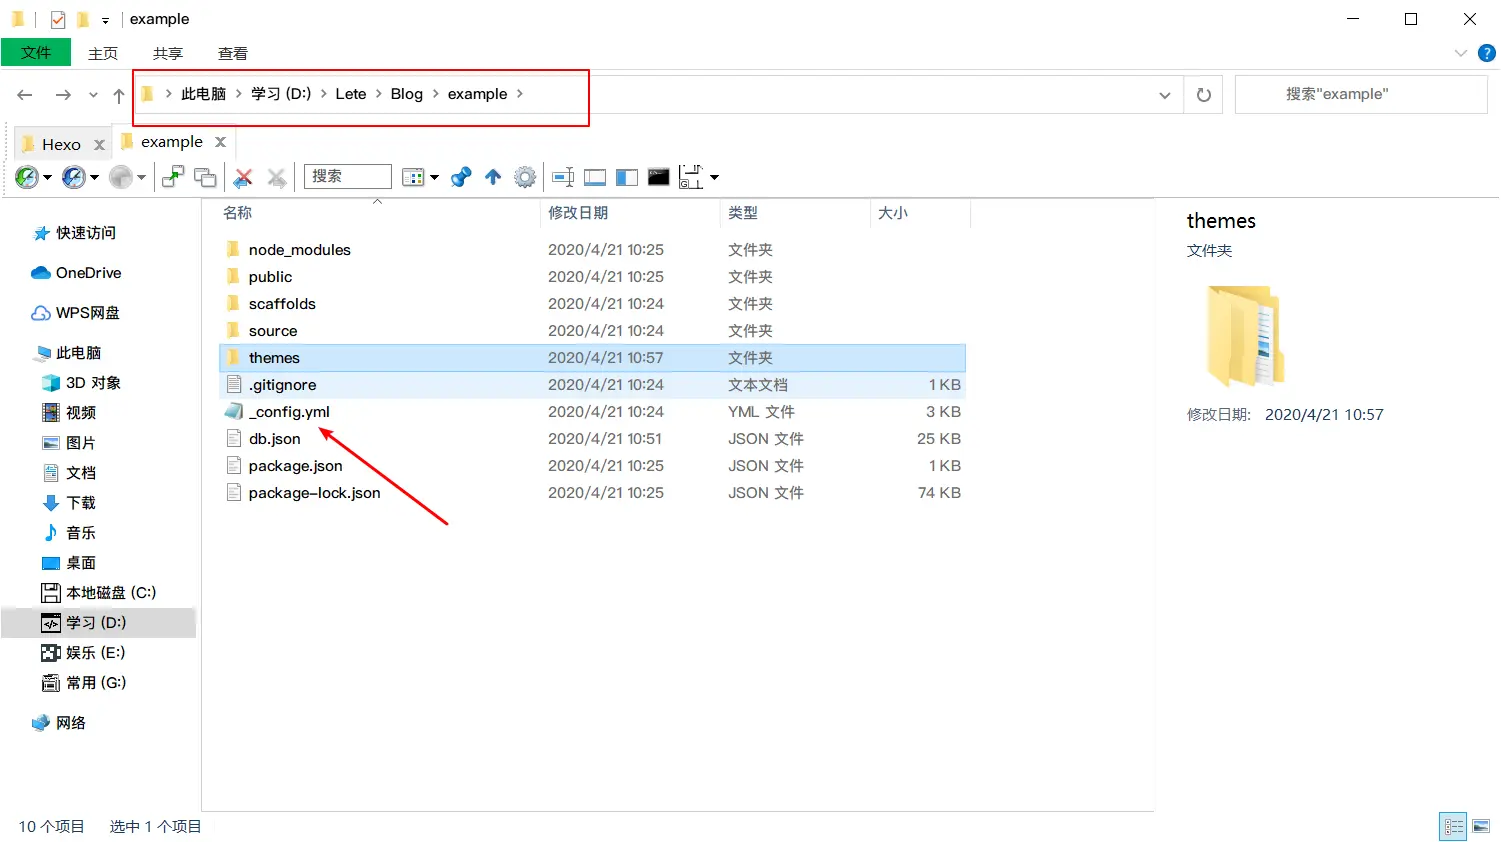 example
文件 主页 共享 查看
此电脑 > 学习 (D:) > Lete > Blog > example >
搜索"example"
Hexo example
搜索
名称 修改日期 类型 大小
快速访问
OneDrive
WPS网盘
此电脑
3D 对象
视频
图片
文档
下载
音乐
桌面
本地磁盘 (C:)
学习 (D:)
娱乐 (E:)
常用 (G:)
网络
node_modules 2020/4/21 10:25 文件夹
public 2020/4/21 10:25 文件夹
scaffolds 2020/4/21 10:24 文件夹
source 2020/4/21 10:24 文件夹
themes 2020/4/21 10:57 文件夹
.gitignore 2020/4/21 10:24 文本文档 1 KB
_config.yml 2020/4/21 10:24 YML 文件 3 KB
db.json 2020/4/21 10:51 JSON 文件 25 KB
package.json 2020/4/21 10:25 JSON 文件 1 KB
package-lock.json 2020/4/21 10:25 JSON 文件 74 KB
themes
文件夹
修改日期: 2020/4/21 10:57
10 个项目 选中 1 个项目